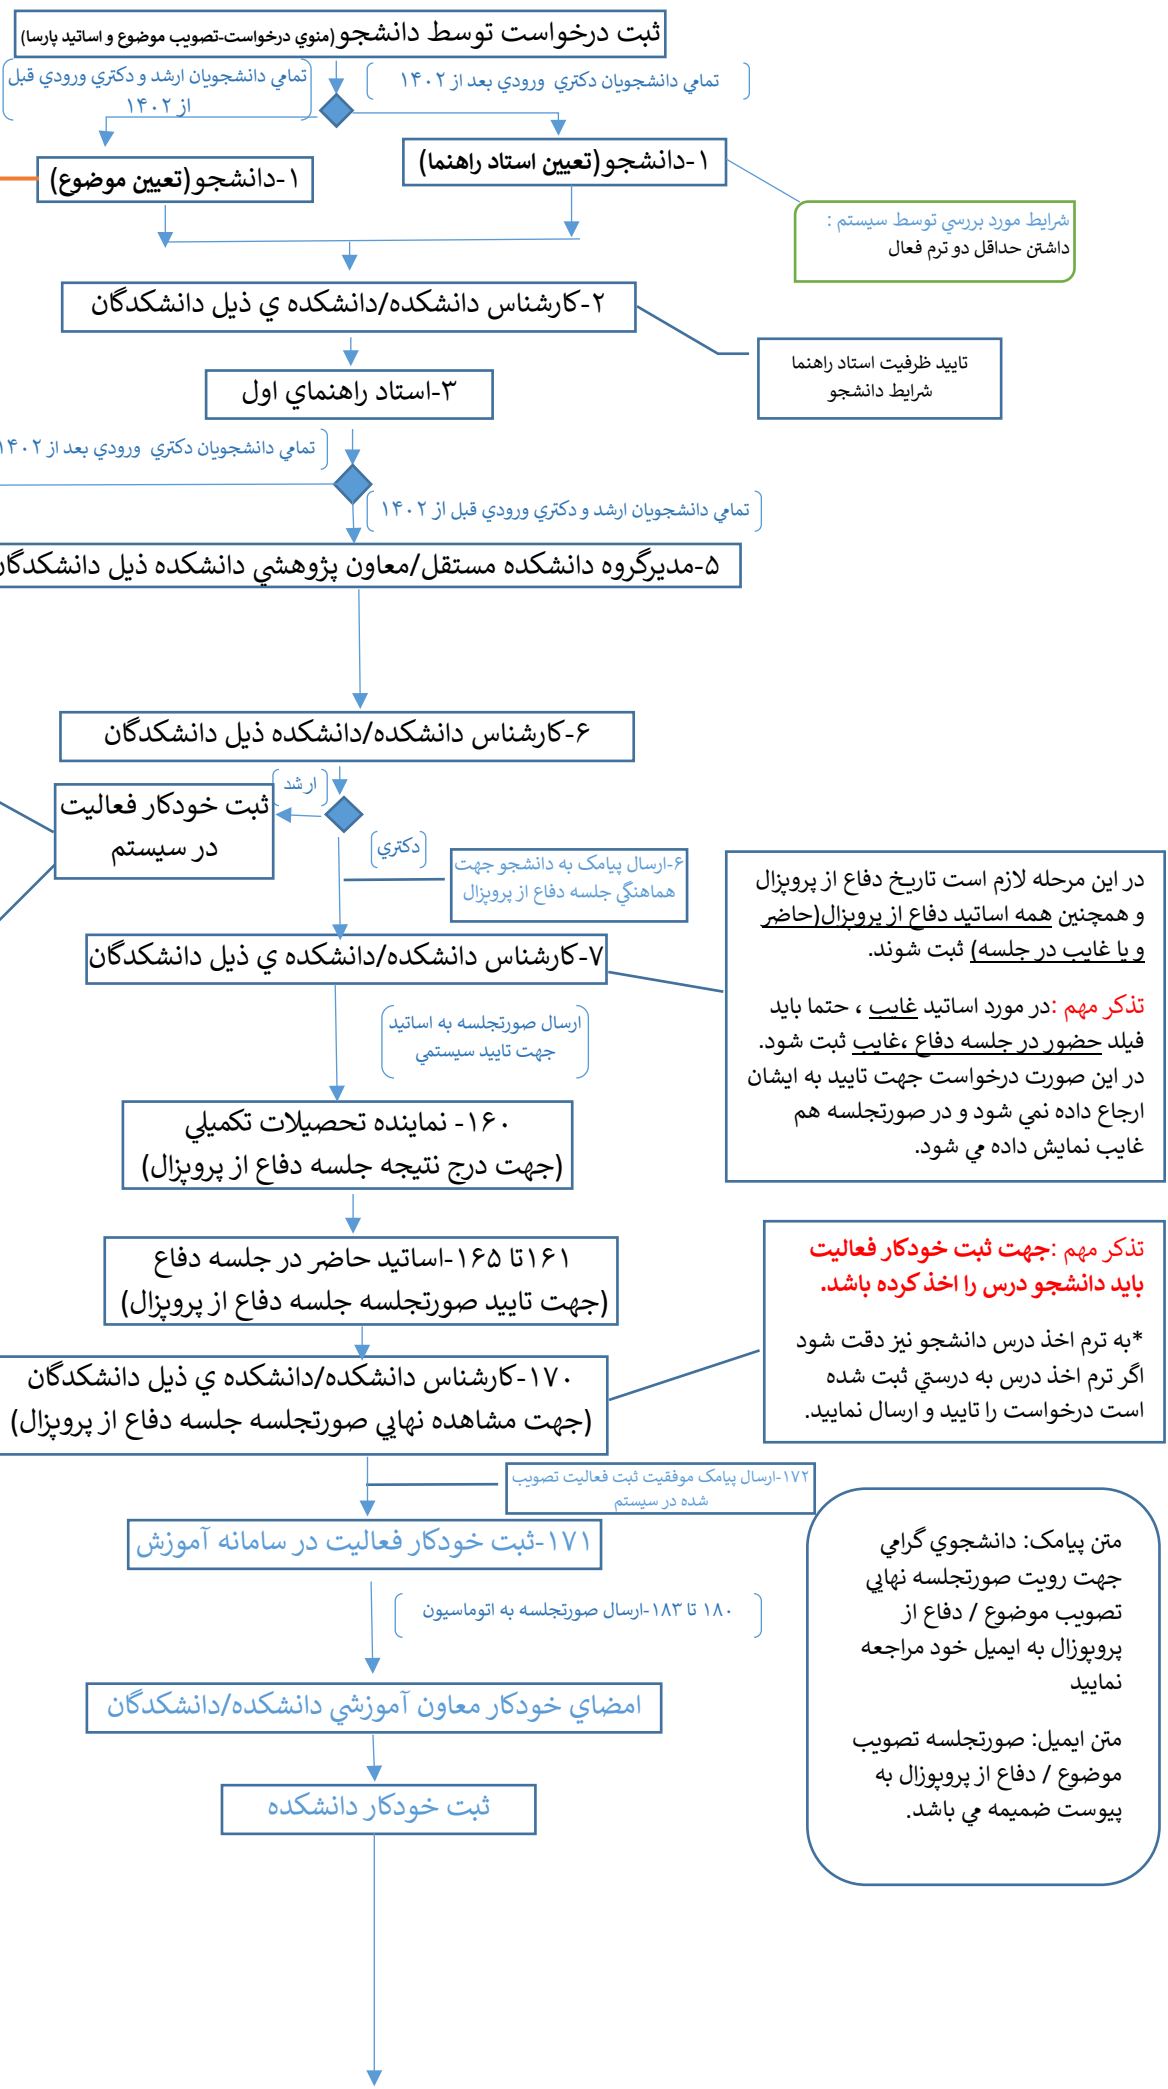 ثبت درخواست توسط دانشجو (منوي درخواست-تصويب موضوع و اساتيد پارسا)
تمامي دانشجويان دكتري ورودي بعد از ۱۴۰۲
تمامي دانشجويان ارشد و دكتري ورودي قبل
از ۱۴۰۲
۱-دانشجو(تعيين استاد راهنما)
۱-دانشجو(تعيين موضوع)
شرايط مورد بررسي توسط سيستم :
داشتن حداقل دو ترم فعال
۲-كارشناس دانشكده/دانشكده ي ذيل دانشكدگان
تاييد ظرفيت استاد راهنما
شرايط دانشجو
۳-استاد راهنماي اول
تمامي دانشجويان دكتري ورودي بعد از ۱۴۰۲
تمامي دانشجويان ارشد و دكتري ورودي قبل از ۱۴۰۲
۵-مديرگروه دانشكده مستقل/معاون پژوهشي دانشكده ذيل دانشكدگان
۶-كارشناس دانشكده/دانشكده ذيل دانشكدگان
ارشد
ثبت خودكار فعاليت
در سيستم
دكتري
۶-ارسال پيامک به دانشجو جهت
هماهنگي جلسه دفاع از پروپزال
در اين مرحله لازم است تاريخ دفاع از پروپزال
و همچنين همه اساتيد دفاع از پروپزال(حاضر
و يا غايب در جلسه) ثبت شوند.
تذكر مهم :در مورد اساتيد غايب ، حتما بايد
فيلد حضور در جلسه دفاع ،غايب ثبت شود.
در اين صورت درخواست جهت تاييد به ايشان
ارجاع داده نمي شود و در صورتجلسه هم
غايب نمايش داده مي شود.
۷-كارشناس دانشكده/دانشكده ي ذيل دانشكدگان
ارسال صورتجلسه به اساتيد
جهت تاييد سيستمي
۱۶۰- نماينده تحصيلات تكميلي
(جهت درج نتيجه جلسه دفاع از پروپزال)
۱۶۱تا ۱۶۵-اساتيد حاضر در جلسه دفاع
(جهت تاييد صورتجلسه جلسه دفاع از پروپزال)
تذكر مهم :جهت ثبت خودكار فعاليت
بايد دانشجو درس را اخذ كرده باشد.
*به ترم اخذ درس دانشجو نيز دقت شود
اگر ترم اخذ درس به درستي ثبت شده
است درخواست را تاييد و ارسال نماييد.
۱۷۰-كارشناس دانشكده/دانشكده ي ذيل دانشكدگان
(جهت مشاهده نهايي صورتجلسه جلسه دفاع از پروپزال)
۱۷۲-ارسال پيامک موفقيت ثبت فعاليت تصويب
شده در سيستم
۱۷۱-ثبت خودكار فعاليت در سامانه آموزش
متن پيامک: دانشجوي گرامي
جهت رويت صورتجلسه نهايي
تصويب موضوع / دفاع از
پروپوزال به ايميل خود مراجعه
نماييد
متن ايميل: صورتجلسه تصويب
موضوع / دفاع از پروپوزال به
پيوست ضميمه مي باشد.
۱۸۰ تا ۱۸۳-ارسال صورتجلسه به اتوماسيون
امضاي خودكار معاون آموزشي دانشكده/دانشكدگان
ثبت خودكار دانشكده